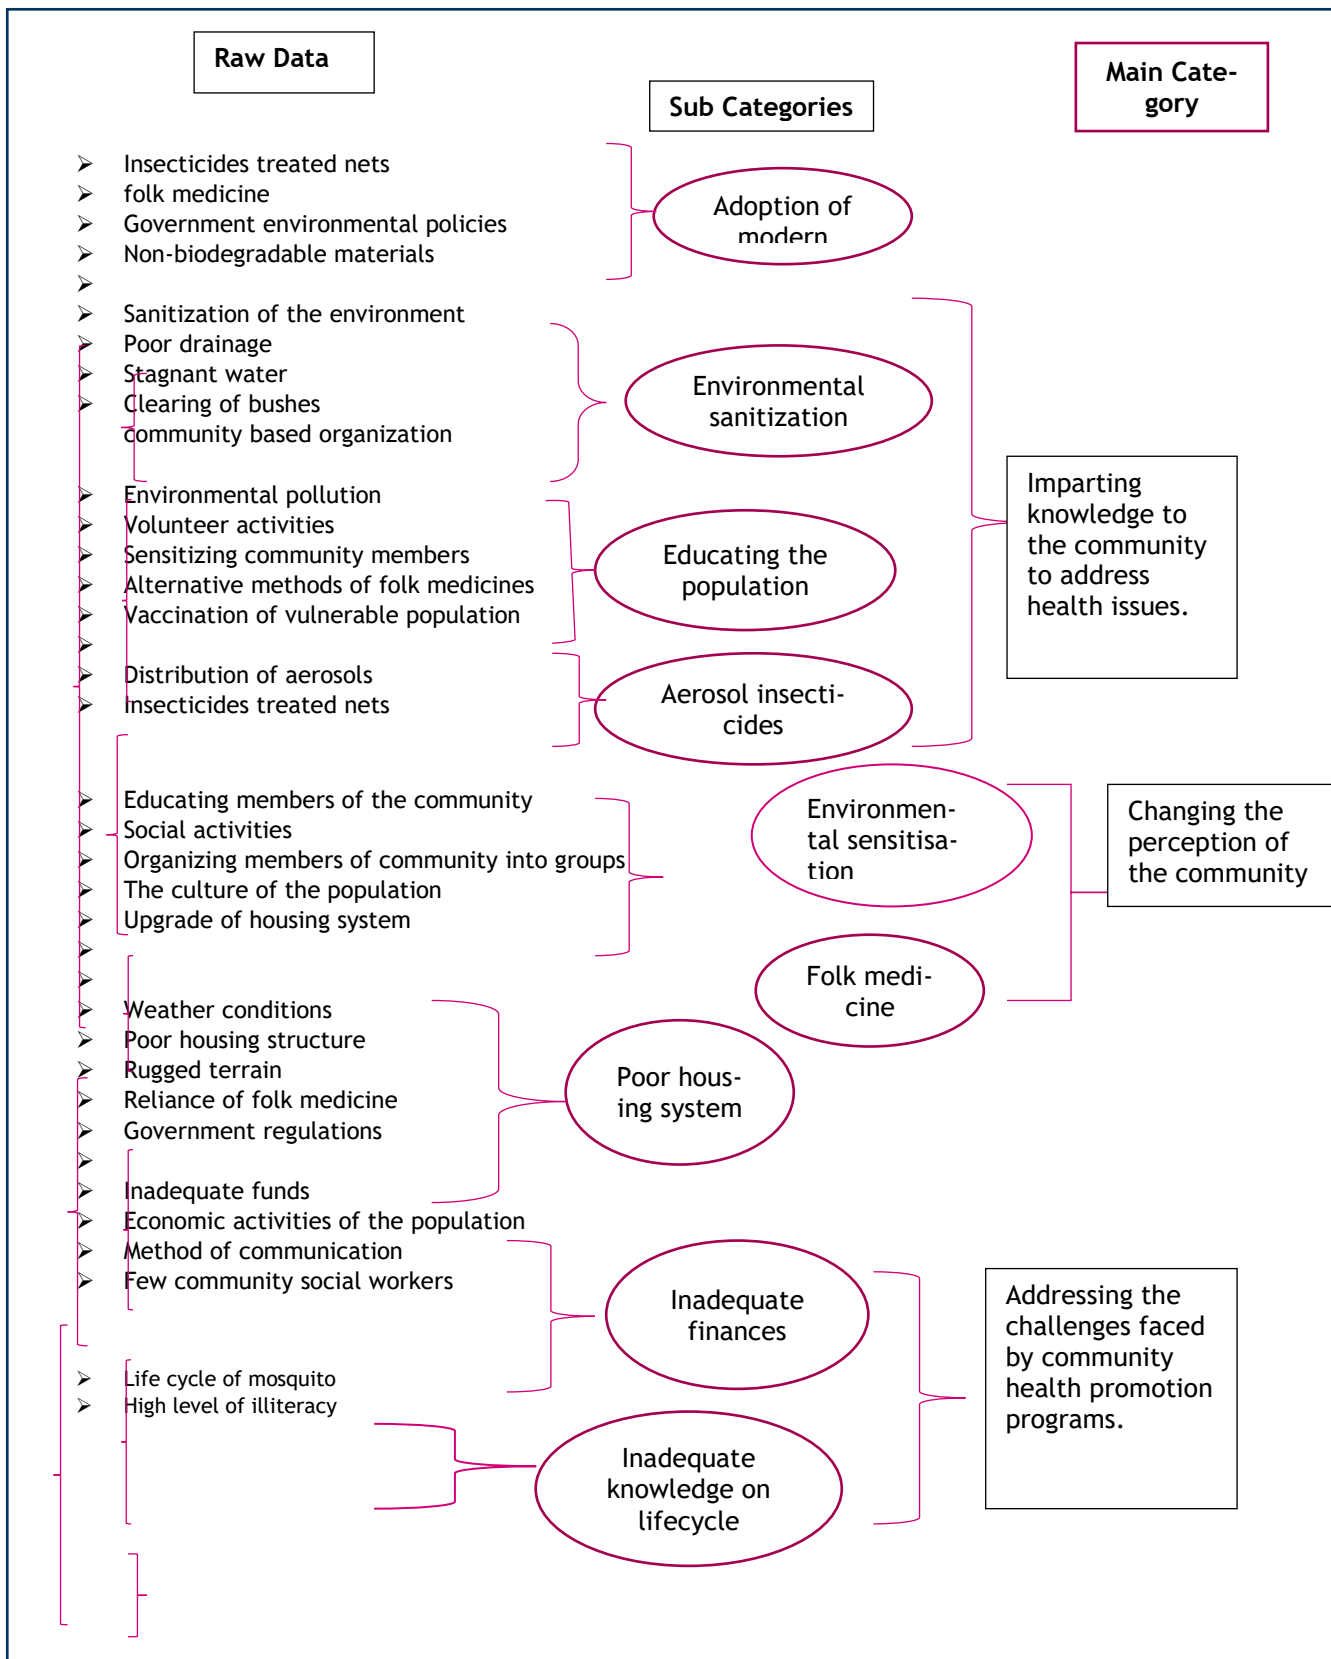 Raw Data
Sub Categories
Main Cate-
gory
➢ Insecticides treated nets
➢ folk medicine
➢ Government environmental policies
➢ Non-biodegradable materials
➢
➢ Sanitization of the environment
➢ Poor drainage
➢ Stagnant water
➢ Clearing of bushes
community based organization
➢ Environmental pollution
➢ Volunteer activities
➢ Sensitizing community members
➢ Alternative methods of folk medicines
➢ Vaccination of vulnerable population
➢
➢ Distribution of aerosols
➢ Insecticides treated nets
➢ Educating members of the community
➢ Social activities
➢ Organizing members of community into groups
➢ The culture of the population
➢ Upgrade of housing system
➢
➢
➢ Weather conditions
➢ Poor housing structure
➢ Rugged terrain
➢ Reliance of folk medicine
➢ Government regulations
➢
➢ Inadequate funds
➢ Economic activities of the population
➢ Method of communication
➢ Few community social workers
➢ Life cycle of mosquito
➢ High level of illiteracy
Adoption of
modern
Environmental
sanitization
Educating the
population
Aerosol insecti-
cides
Environmen-
tal sensitisa-
tion
Folk medi-
cine
Poor hous-
ing system
Inadequate
finances
Inadequate
knowledge on
lifecycle
Imparting
knowledge to
the community
to address
health issues.
Changing the
perception of
the community
Addressing the
challenges faced
by community
health promotion
programs.